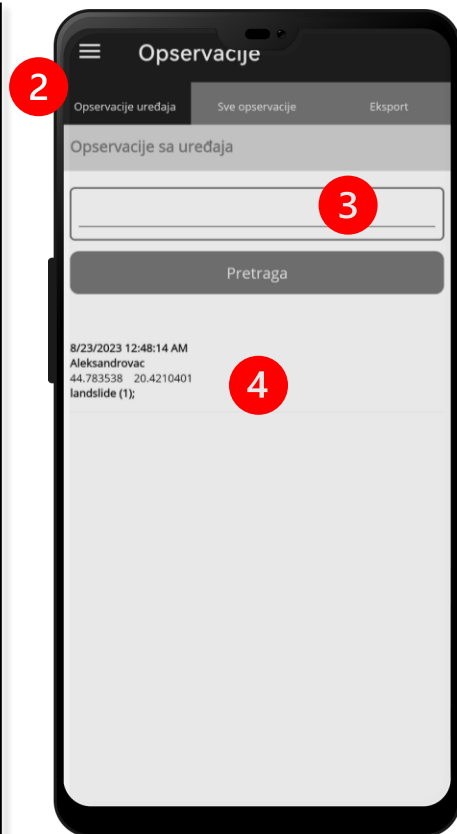 Opservacije
2
Opservacije uređaja Sve opservacije Eksport
Opservacije sa uređaja
3
Pretraga
8/23/2023 12:48:14 AM
Aleksandrovac
44.783538 20.4210401
4
landslide (1);